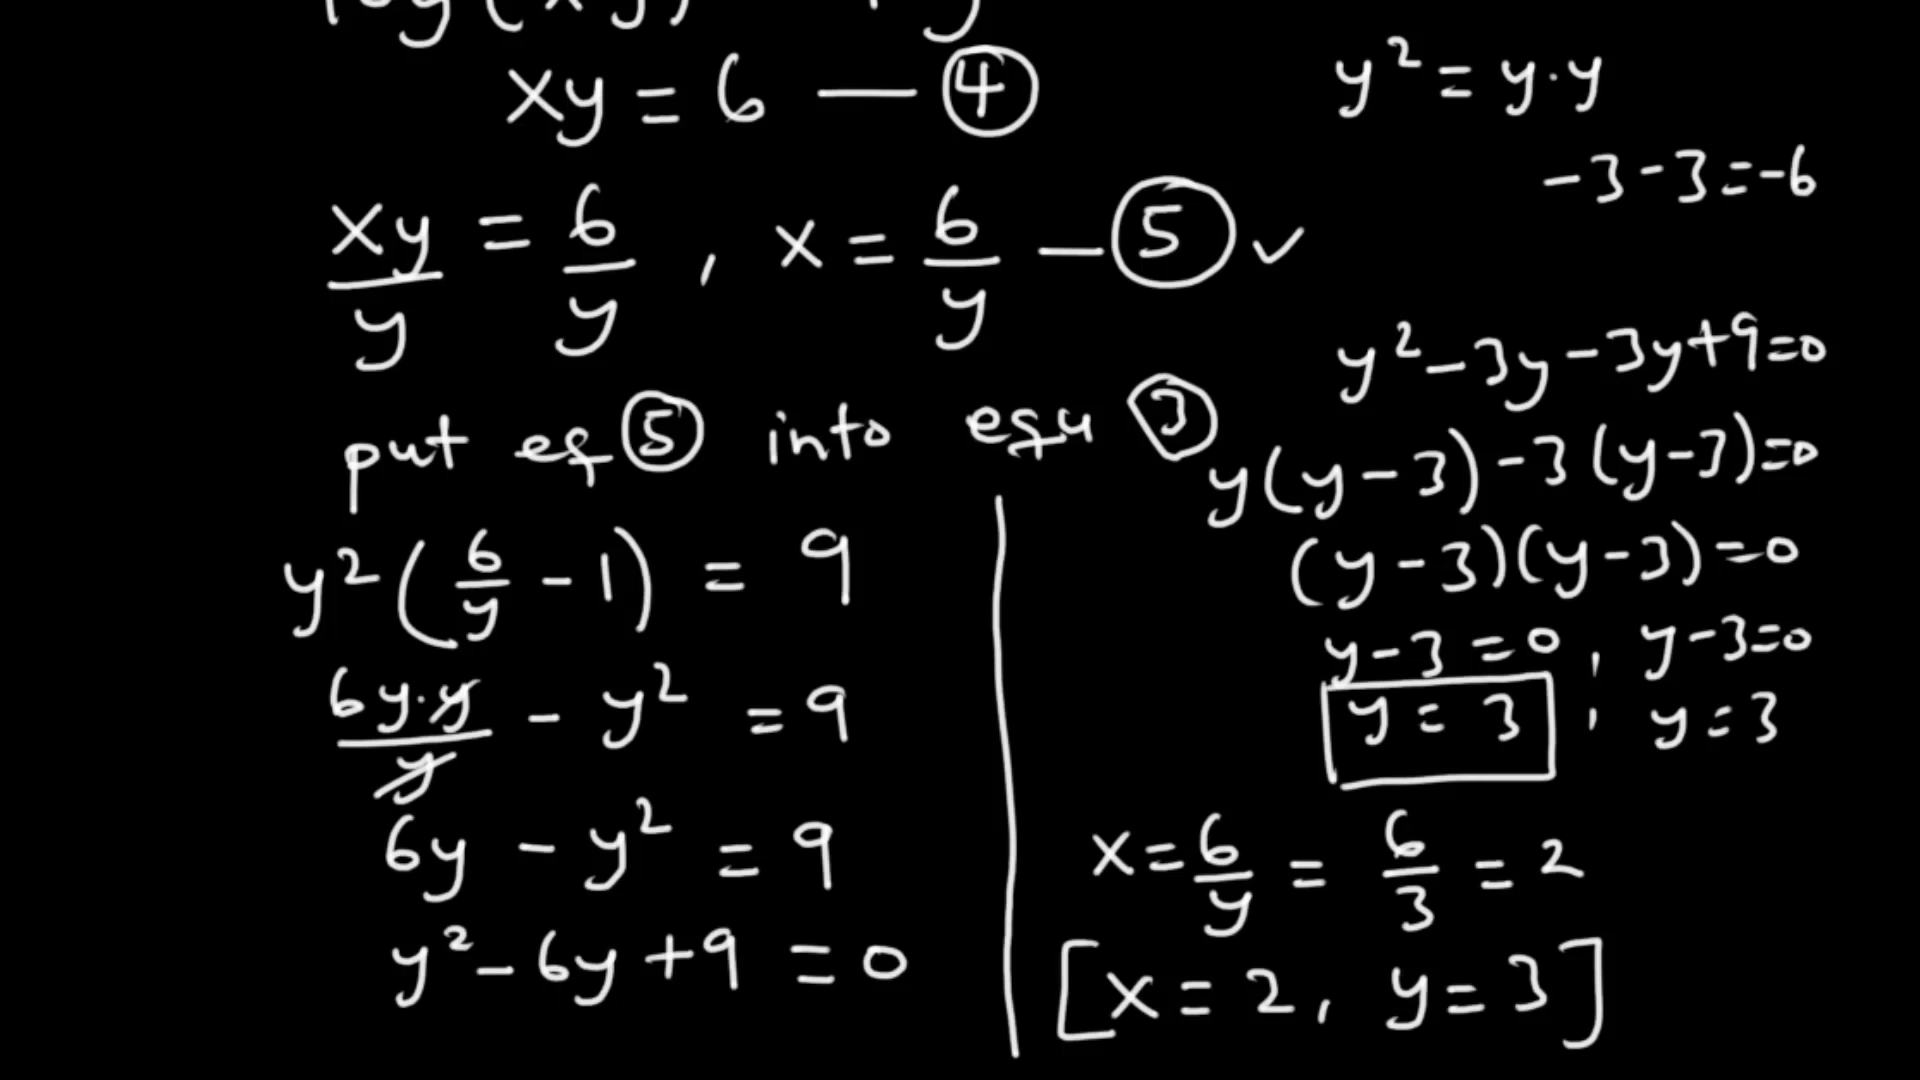 xy = 6 — ④
xy/y = 6/y , x = 6/y — ⑤ ✓
put eq ⑤ into equ ③
y²(6/y - 1) = 9
6y·y/y - y² = 9
6y - y² = 9
y² - 6y + 9 = 0
y² = y·y
-3-3=-6
y²-3y-3y+9=0
y(y-3)-3(y-3)=0
(y-3)(y-3)=0
y-3=0 , y-3=0
y = 3 , y = 3
x = 6/y = 6/3 = 2
[x = 2, y = 3]